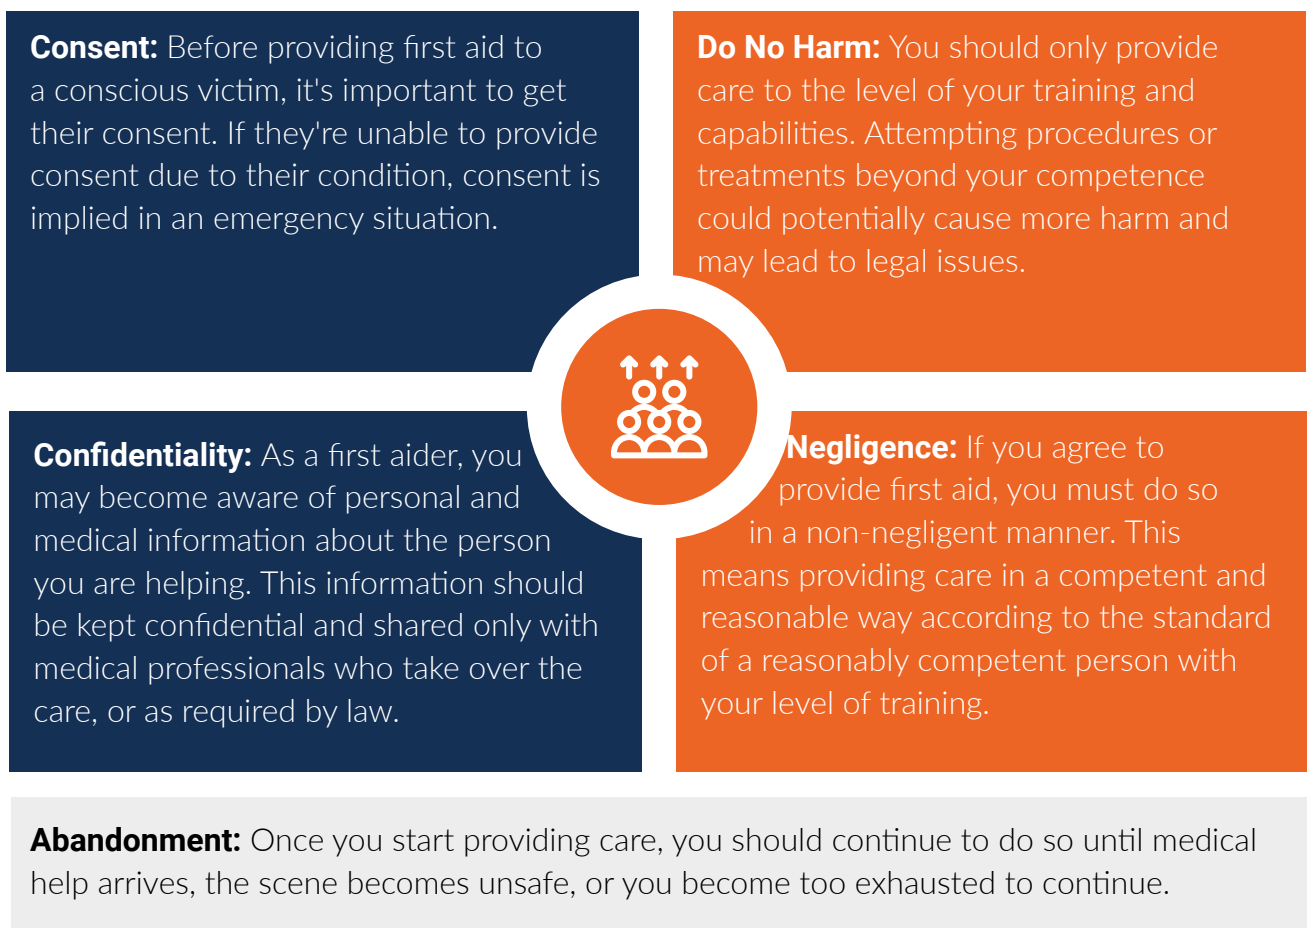 Consent: Before providing first aid to
a conscious victim, it's important to get
their consent. If they're unable to provide
consent due to their condition, consent is
implied in an emergency situation.
Do No Harm: You should only provide
care to the level of your training and
capabilities. Attempting procedures or
treatments beyond your competence
could potentially cause more harm and
may lead to legal issues.
Confidentiality: As a first aider, you
may become aware of personal and
medical information about the person
you are helping. This information should
be kept confidential and shared only with
medical professionals who take over the
care, or as required by law.
Negligence: If you agree to
provide first aid, you must do so
in a non-negligent manner. This
means providing care in a competent and
reasonable way according to the standard
of a reasonably competent person with
your level of training.
Abandonment: Once you start providing care, you should continue to do so until medical
help arrives, the scene becomes unsafe, or you become too exhausted to continue.